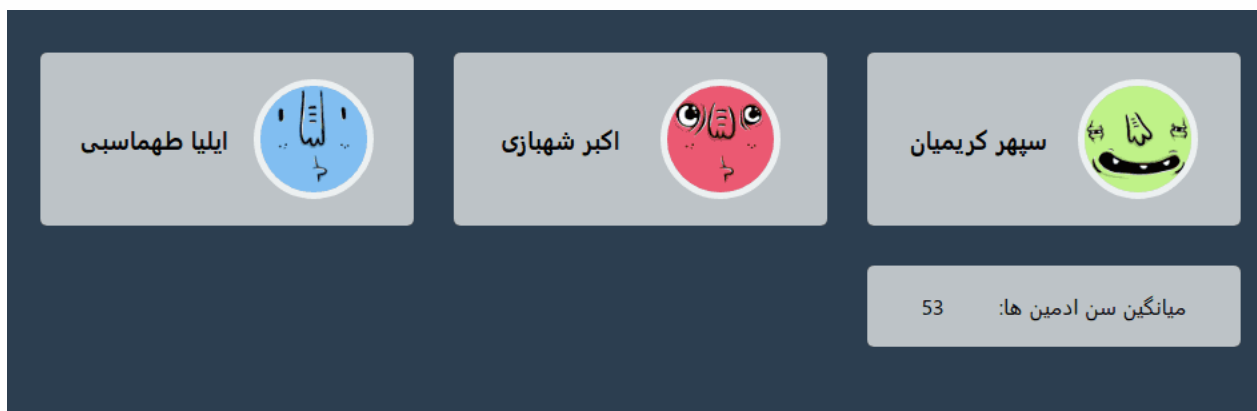 سپهر کریمیان
اکبر شهبازی
ایلیا طهماسبی
میانگین سن ادمین ها: 53